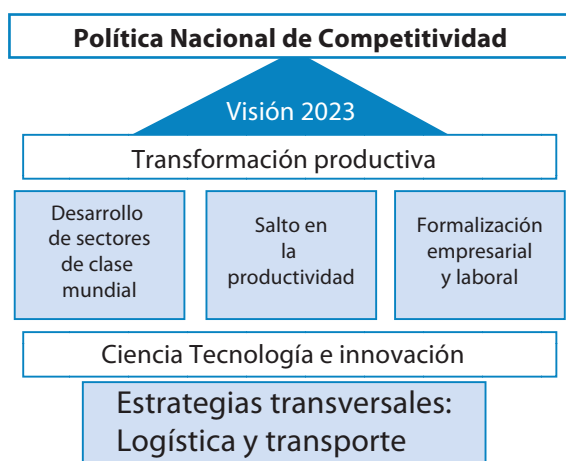 Política Nacional de Competitividad
Visión 2023
Transformación productiva
Desarrollo
de sectores
de clase
mundial
Salto en
la
productividad
Formalización
empresarial
y laboral
Ciencia Tecnología e innovación
Estrategias transversales:
Logística y transporte